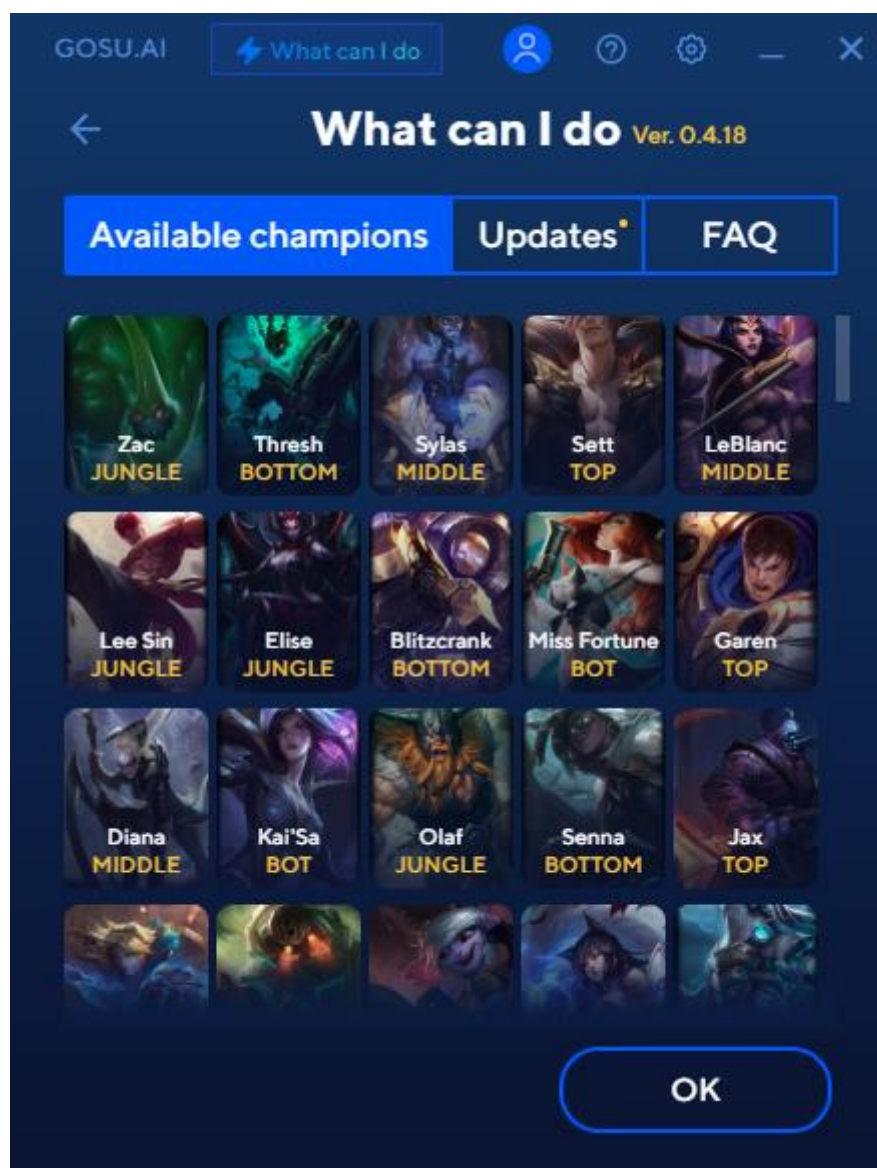 GOSU.AI What can I do
What can I do Ver. 0.4.18
Available champions Updates FAQ
Zac Thresh Sylas Sett LeBlanc
JUNGLE BOTTOM MIDDLE TOP MIDDLE
Lee Sin Elise Blitzcrank Miss Fortune Garen
JUNGLE JUNGLE BOTTOM BOT TOP
Diana Kai'Sa Olaf Senna Jax
MIDDLE BOT JUNGLE BOTTOM TOP
OK